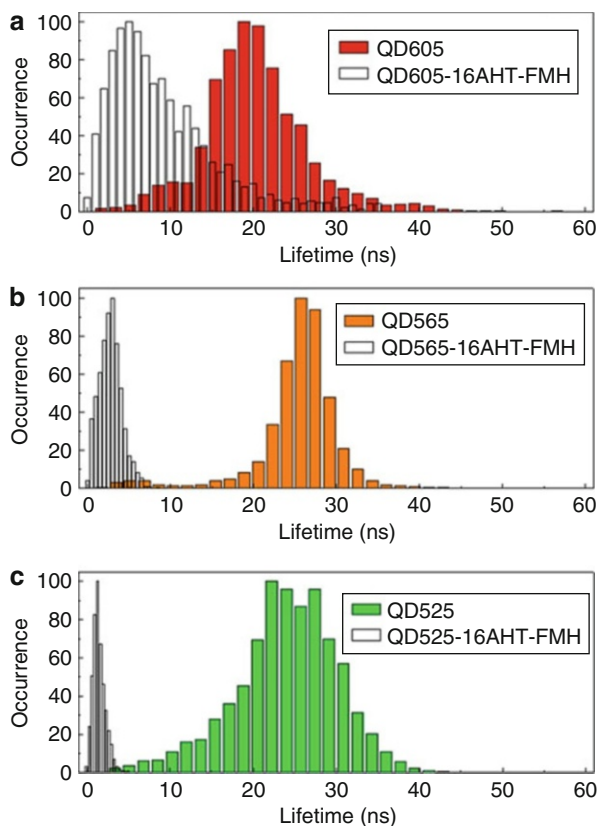 a
100
80
60
40
20
0
Occurrence
QD605
QD605-16AHT-FMH
0 10 20 30 40 50 60
Lifetime (ns)
b
100
80
60
40
20
0
Occurrence
QD565
QD565-16AHT-FMH
0 10 20 30 40 50 60
Lifetime (ns)
c
100
80
60
40
20
0
Occurrence
QD525
QD525-16AHT-FMH
0 10 20 30 40 50 60
Lifetime (ns)